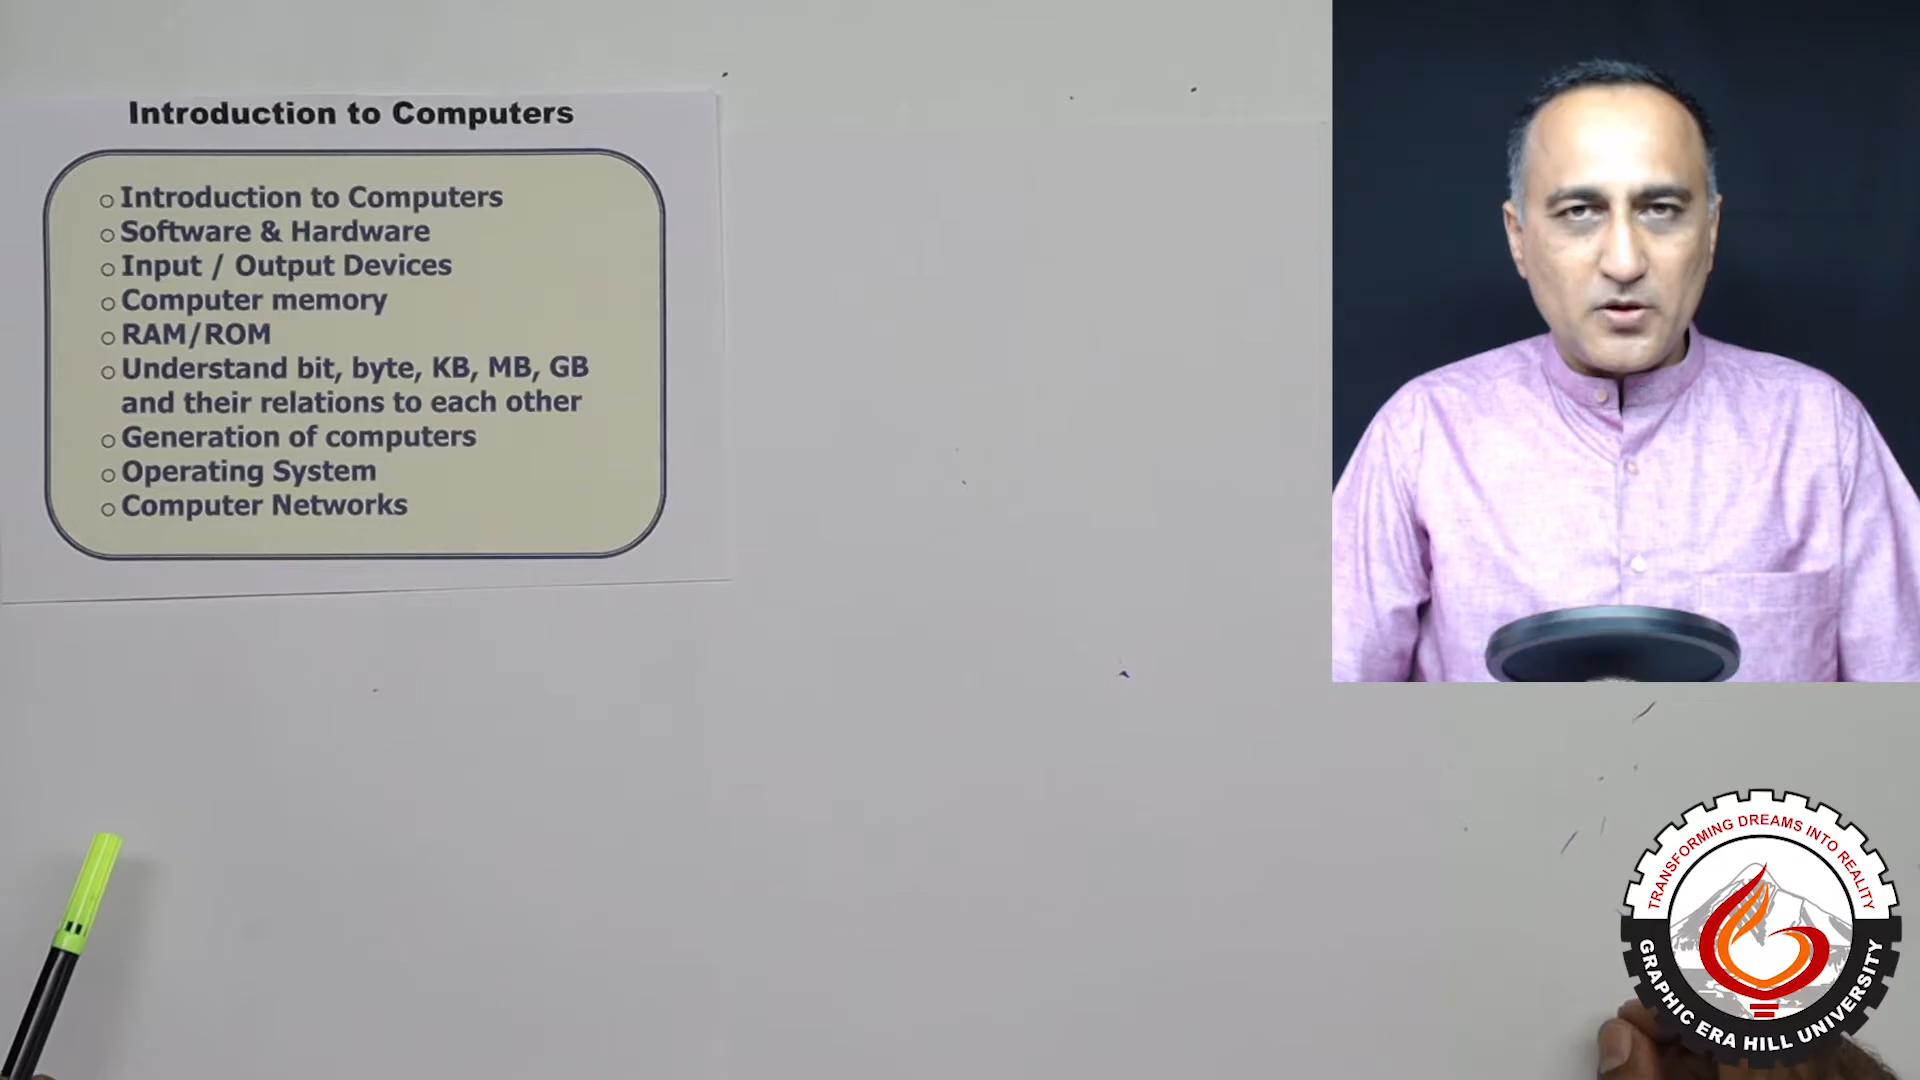 Introduction to Computers
Introduction to Computers
Software & Hardware
Input / Output Devices
Computer memory
RAM/ROM
Understand bit, byte, KB, MB, GB
and their relations to each other
Generation of computers
Operating System
Computer Networks
TRANSFORMING DREAMS INTO REALITY
GRAPHIC ERA HILL UNIVERSITY